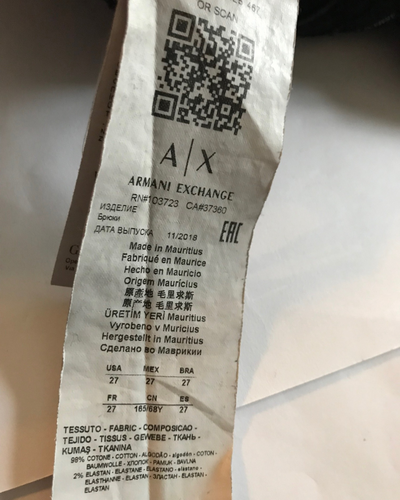 OR SCAN
A|X
ARMANI EXCHANGE
RN#103723 CA#37360
ИЗДЕЛИЕ
Брюки
ДАТА ВЫПУСКА 11/2018
EAC
Made in Mauritius
Fabriqué en Maurice
Hecho en Mauricio
Origem Maurícius
原產地 毛里求斯
原产地 毛里求斯
ÜRETİM YERİ Mauritius
Vyrobeno v Muricius
Hergestellt in Mauritius
Сделано во Маврикии
USA MEX BRA
27 27 27
FR CN ES
27 165/68Y 27
TESSUTO - FABRIC - COMPOSICAO -
TEJIDO - TISSUS - GEWEBE - ТКАНЬ -
KUMAŞ - TKANINA
98% COTONE - COTTON - ALGODÃO - algodón - COTON -
BAUMWOLLE - ХЛОПОК - PAMUK - BAVLNA
2% ELASTAN - ELASTANE - ELASTANO - elastano -
ELASTHANNE - ELASTAN - ЭЛАСТАН - ELASTAN -
ELASTAN